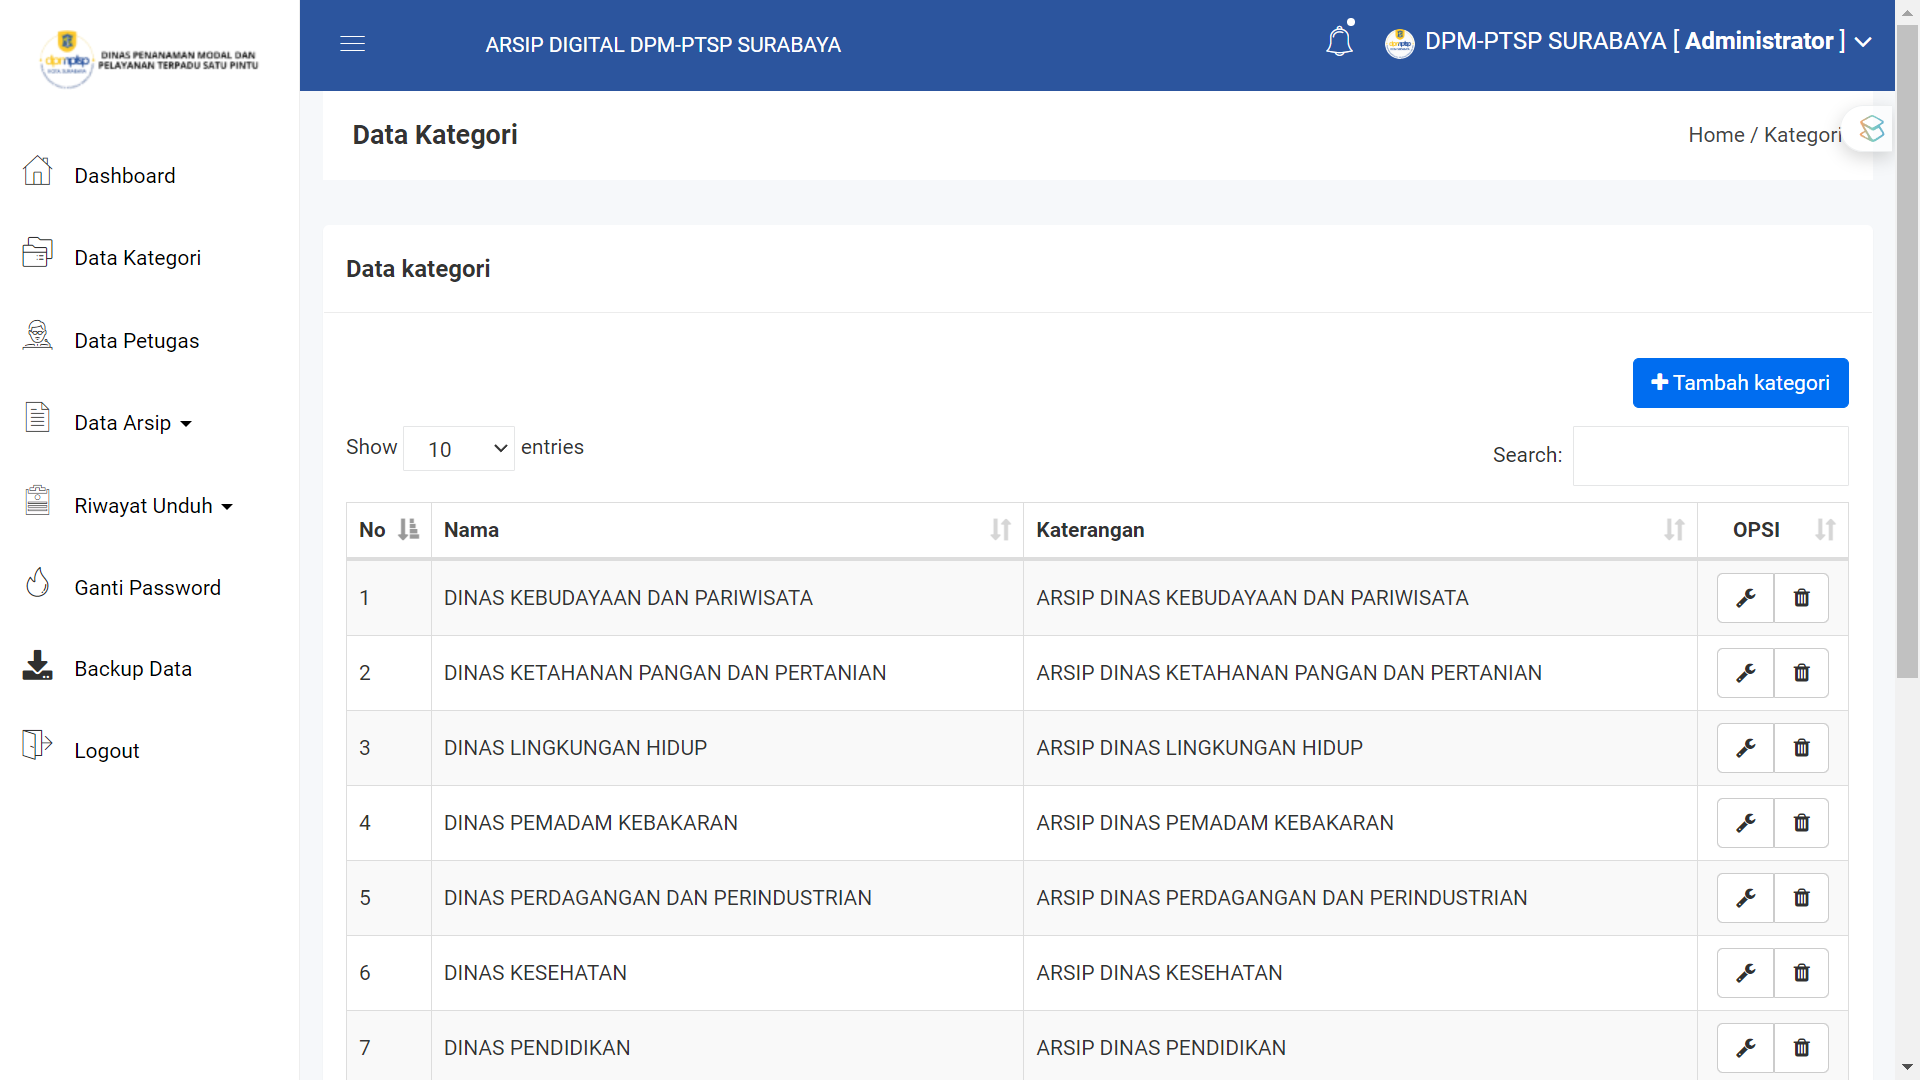 DINAS PENANAMAN MODAL DAN
PELAYANAN TERPADU SATU PINTU
ARSIP DIGITAL DPM-PTSP SURABAYA
DPM-PTSP SURABAYA [ Administrator ]
Data Kategori
Home / Kategori
Dashboard
Data Kategori
Data Petugas
Data Arsip
Riwayat Unduh
Ganti Password
Backup Data
Logout
Data kategori
Tambah kategori
Show 10 entries
Search:
No Nama Katerangan OPSI
1 DINAS KEBUDAYAAN DAN PARIWISATA ARSIP DINAS KEBUDAYAAN DAN PARIWISATA
2 DINAS KETAHANAN PANGAN DAN PERTANIAN ARSIP DINAS KETAHANAN PANGAN DAN PERTANIAN
3 DINAS LINGKUNGAN HIDUP ARSIP DINAS LINGKUNGAN HIDUP
4 DINAS PEMADAM KEBAKARAN ARSIP DINAS PEMADAM KEBAKARAN
5 DINAS PERDAGANGAN DAN PERINDUSTRIAN ARSIP DINAS PERDAGANGAN DAN PERINDUSTRIAN
6 DINAS KESEHATAN ARSIP DINAS KESEHATAN
7 DINAS PENDIDIKAN ARSIP DINAS PENDIDIKAN